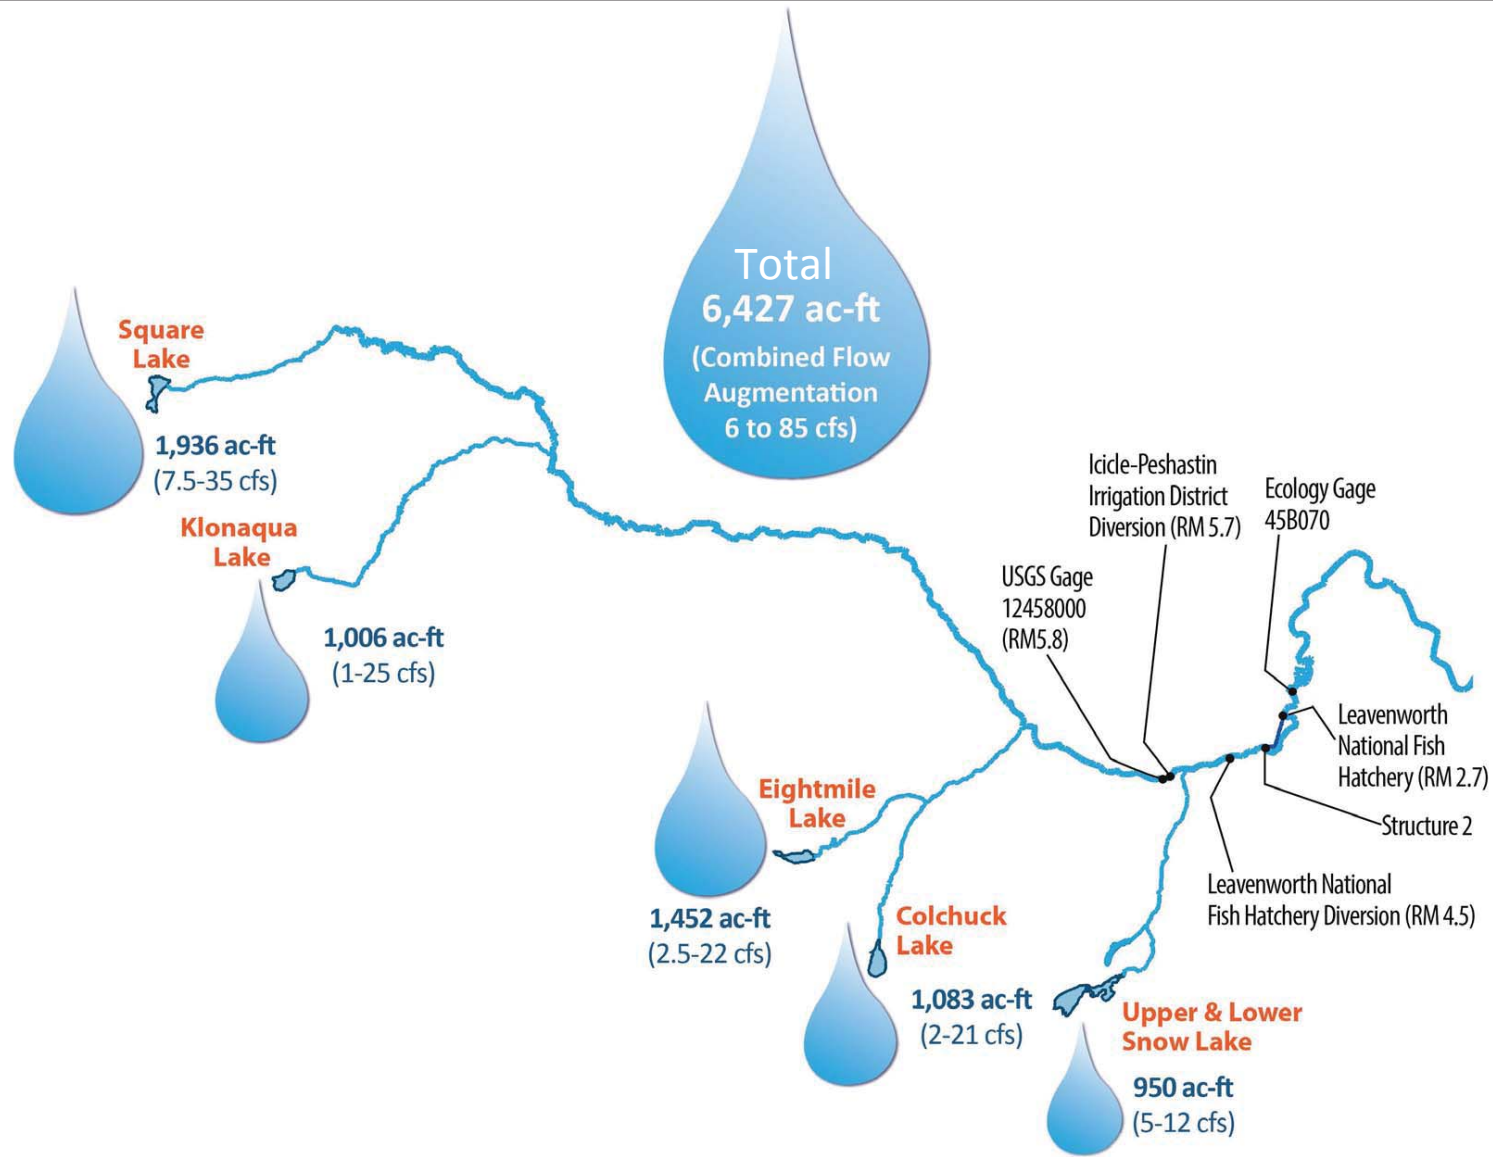 Total
6,427 ac-ft
(Combined Flow
Augmentation
6 to 85 cfs)
Square
Lake
1,936 ac-ft
(7.5-35 cfs)
Klonaqua
Lake
1,006 ac-ft
(1-25 cfs)
Icicle-Peshastin
Irrigation District
Diversion (RM 5.7)
Ecology Gage
45B070
USGS Gage
12458000
(RM5.8)
Leavenworth
National Fish
Hatchery (RM 2.7)
Structure 2
Leavenworth National
Fish Hatchery Diversion (RM 4.5)
Eightmile
Lake
1,452 ac-ft
(2.5-22 cfs)
Colchuck
Lake
1,083 ac-ft
(2-21 cfs)
Upper & Lower
Snow Lake
950 ac-ft
(5-12 cfs)